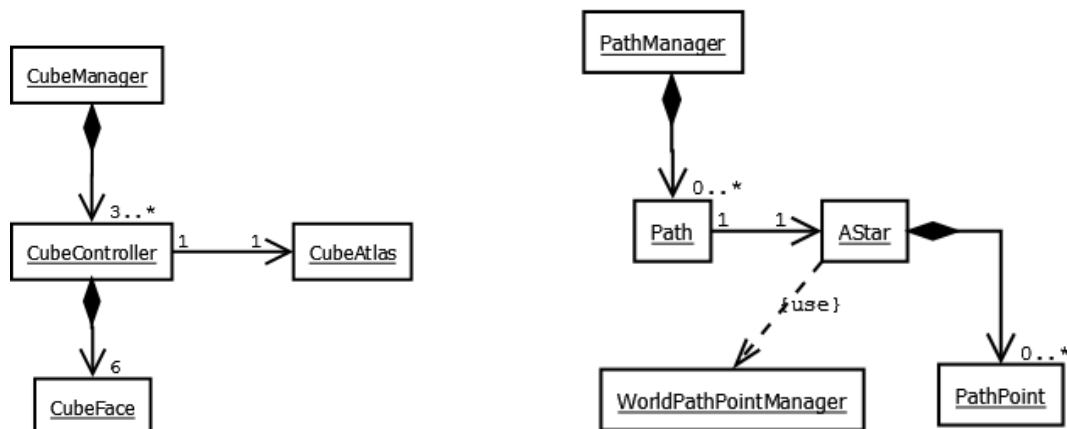 CubeManager
3..*
CubeController
1
1
CubeAtlas
6
CubeFace
PathManager
0..*
Path
1
1
AStar
{use}
WorldPathPointManager
0..*
PathPoint